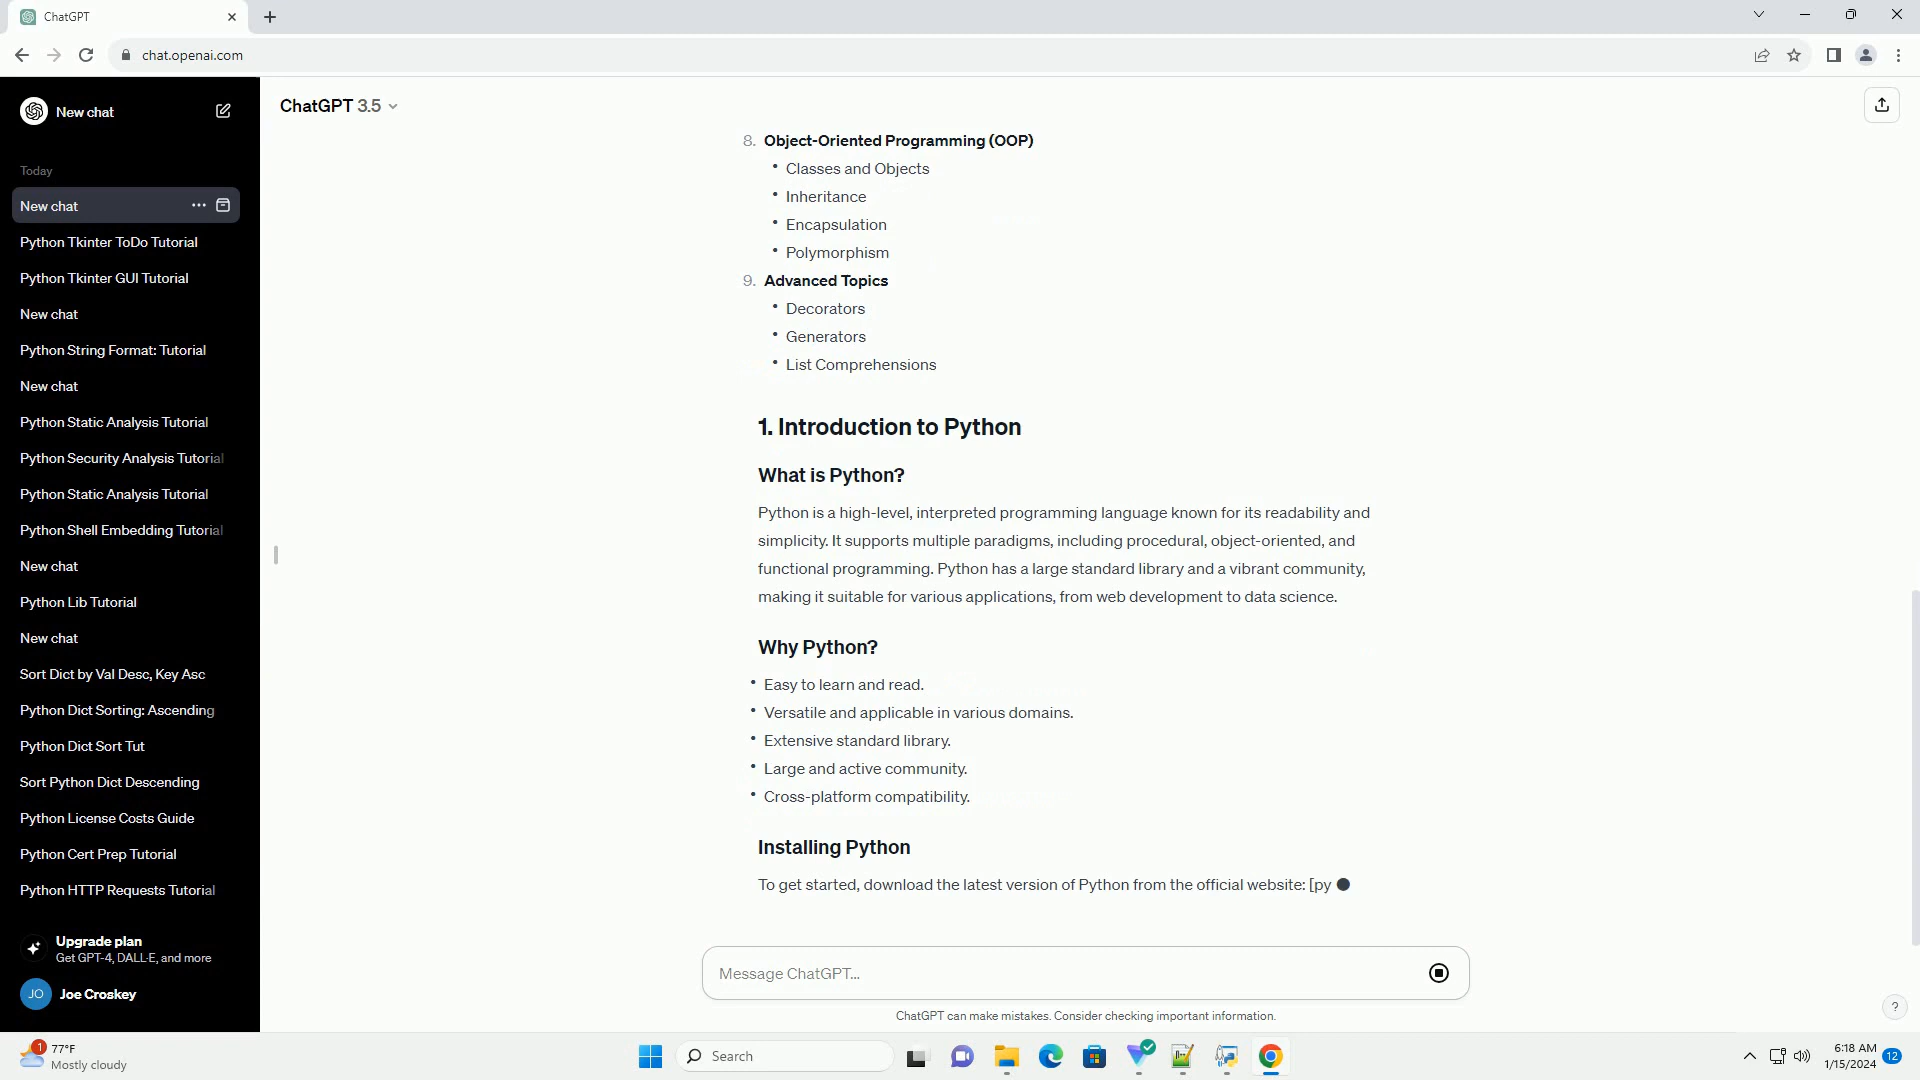 ChatGPT
chat.openai.com
New chat
Today
New chat
Python Tkinter ToDo Tutorial
Python Tkinter GUI Tutorial
New chat
Python String Format: Tutorial
New chat
Python Static Analysis Tutorial
Python Security Analysis Tutorial
Python Static Analysis Tutorial
Python Shell Embedding Tutorial
New chat
Python Lib Tutorial
New chat
Sort Dict by Val Desc, Key Asc
Python Dict Sorting: Ascending
Python Dict Sort Tut
Sort Python Dict Descending
Python License Costs Guide
Python Cert Prep Tutorial
Python HTTP Requests Tutorial
Upgrade plan
Get GPT-4, DALL·E, and more
JO Joe Croskey
ChatGPT 3.5
8. Object-Oriented Programming (OOP)
• Classes and Objects
• Inheritance
• Encapsulation
• Polymorphism
9. Advanced Topics
• Decorators
• Generators
• List Comprehensions
1. Introduction to Python
What is Python?
Python is a high-level, interpreted programming language known for its readability and
simplicity. It supports multiple paradigms, including procedural, object-oriented, and
functional programming. Python has a large standard library and a vibrant community,
making it suitable for various applications, from web development to data science.
Why Python?
• Easy to learn and read.
• Versatile and applicable in various domains.
• Extensive standard library.
• Large and active community.
• Cross-platform compatibility.
Installing Python
To get started, download the latest version of Python from the official website: [py
Message ChatGPT...
ChatGPT can make mistakes. Consider checking important information.
?
1
77°F
Mostly cloudy
Search
6:18 AM
1/15/2024
12